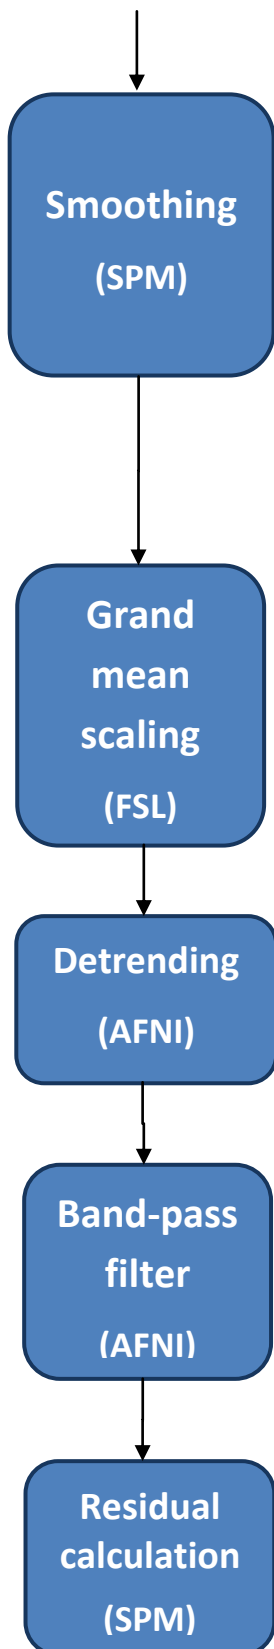 Smoothing
(SPM)
Grand
mean
scaling
(FSL)
Detrending
(AFNI)
Band-pass
filter
(AFNI)
Residual
calculation
(SPM)